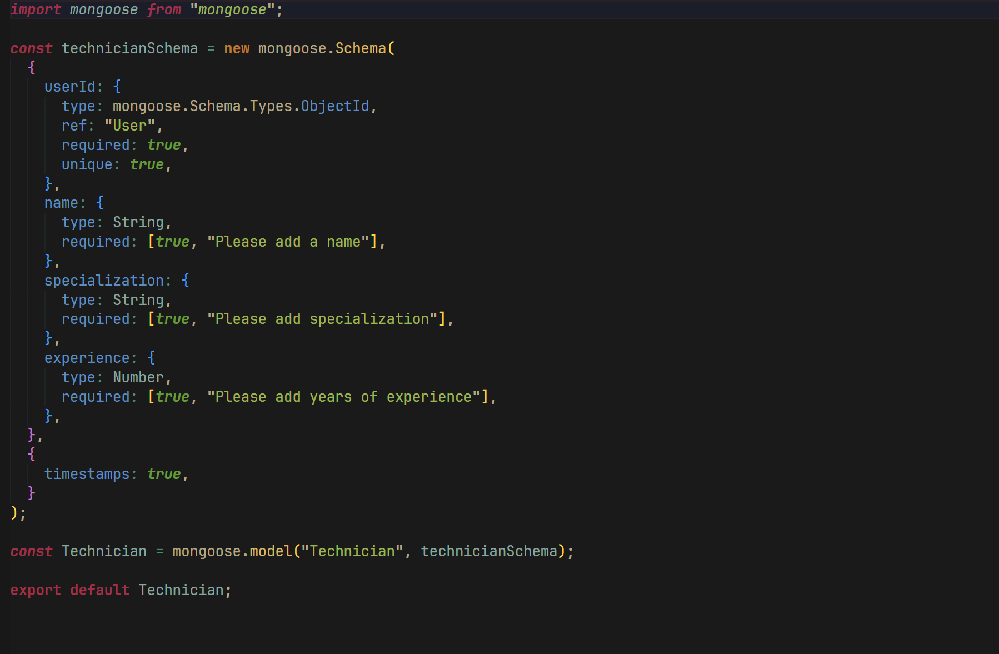 import mongoose from "mongoose";
const technicianSchema = new mongoose.Schema(
  {
    userId: {
      type: mongoose.Schema.Types.ObjectId,
      ref: "User",
      required: true,
      unique: true,
    },
    name: {
      type: String,
      required: [true, "Please add a name"],
    },
    specialization: {
      type: String,
      required: [true, "Please add specialization"],
    },
    experience: {
      type: Number,
      required: [true, "Please add years of experience"],
    },
  },
  {
    timestamps: true,
  }
);
const Technician = mongoose.model("Technician", technicianSchema);
export default Technician;